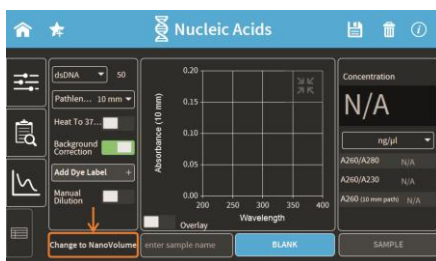 Nucleic Acids
dsDNA 50
Pathlen... 10 mm
Heat To 37...
Background
Correction
Add Dye Label +
Manual
Dilution
Change to NanoVolume
Absorbance (10 mm)
0.20
0.15
0.10
0.05
0.00
200 250 300 350 400
Wavelength
Overlay
enter sample name
BLANK
Concentration
N/A
ng/µl
A260/A280 N/A
A260/A230 N/A
A260 (10 mm path) N/A
SAMPLE